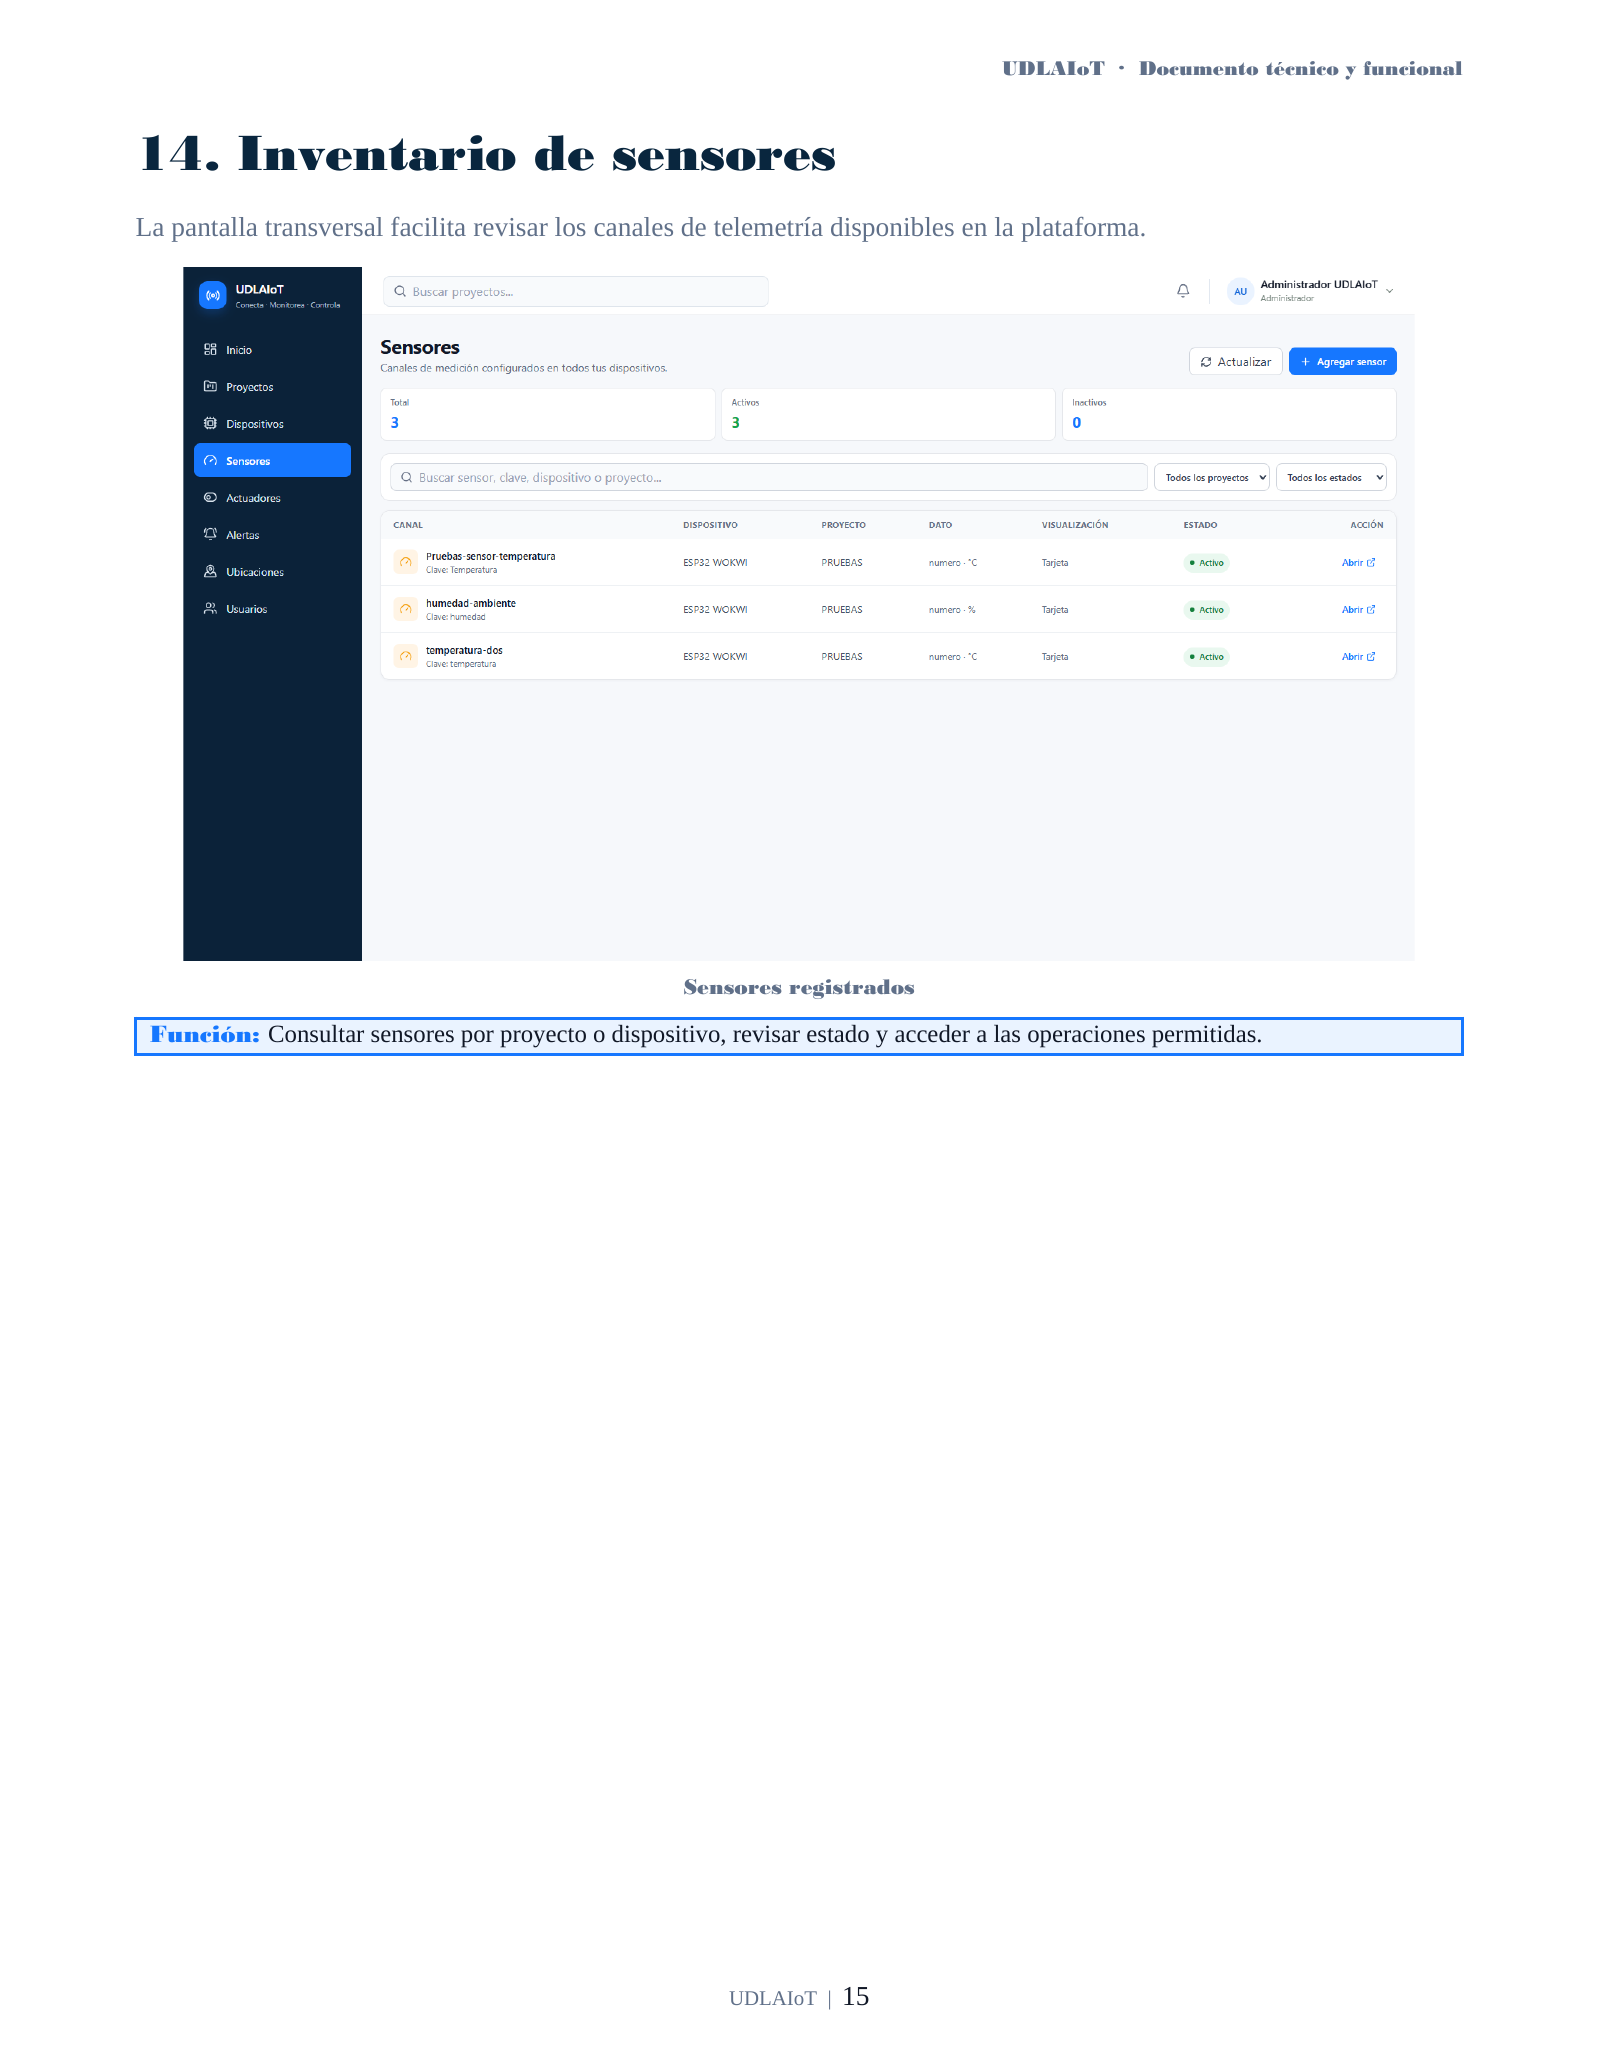 UDLAIoT · Documento técnico y funcional
14. Inventario de sensores
La pantalla transversal facilita revisar los canales de telemetría disponibles en la plataforma.
UDLAIoT
Conecta · Monitorea · Controla
Buscar proyectos...
AU
Administrador UDLAIoT
Administrador
Inicio
Proyectos
Dispositivos
Sensores
Actuadores
Alertas
Ubicaciones
Usuarios
Sensores
Canales de medición configurados en todos tus dispositivos.
Actualizar
+ Agregar sensor
Total
3
Activos
3
Inactivos
0
Buscar sensor, clave, dispositivo o proyecto...
Todos los proyectos
Todos los estados
CANAL DISPOSITIVO PROYECTO DATO VISUALIZACIÓN ESTADO ACCIÓN
Pruebas-sensor-temperatura
Clave: Temperatura
ESP32 WOKWI PRUEBAS numero · °C Tarjeta Activo Abrir
humedad-ambiente
Clave: humedad
ESP32 WOKWI PRUEBAS numero · % Tarjeta Activo Abrir
temperatura-dos
Clave: temperatura
ESP32 WOKWI PRUEBAS numero · °C Tarjeta Activo Abrir
Sensores registrados
Función: Consultar sensores por proyecto o dispositivo, revisar estado y acceder a las operaciones permitidas.
UDLAIoT | 15